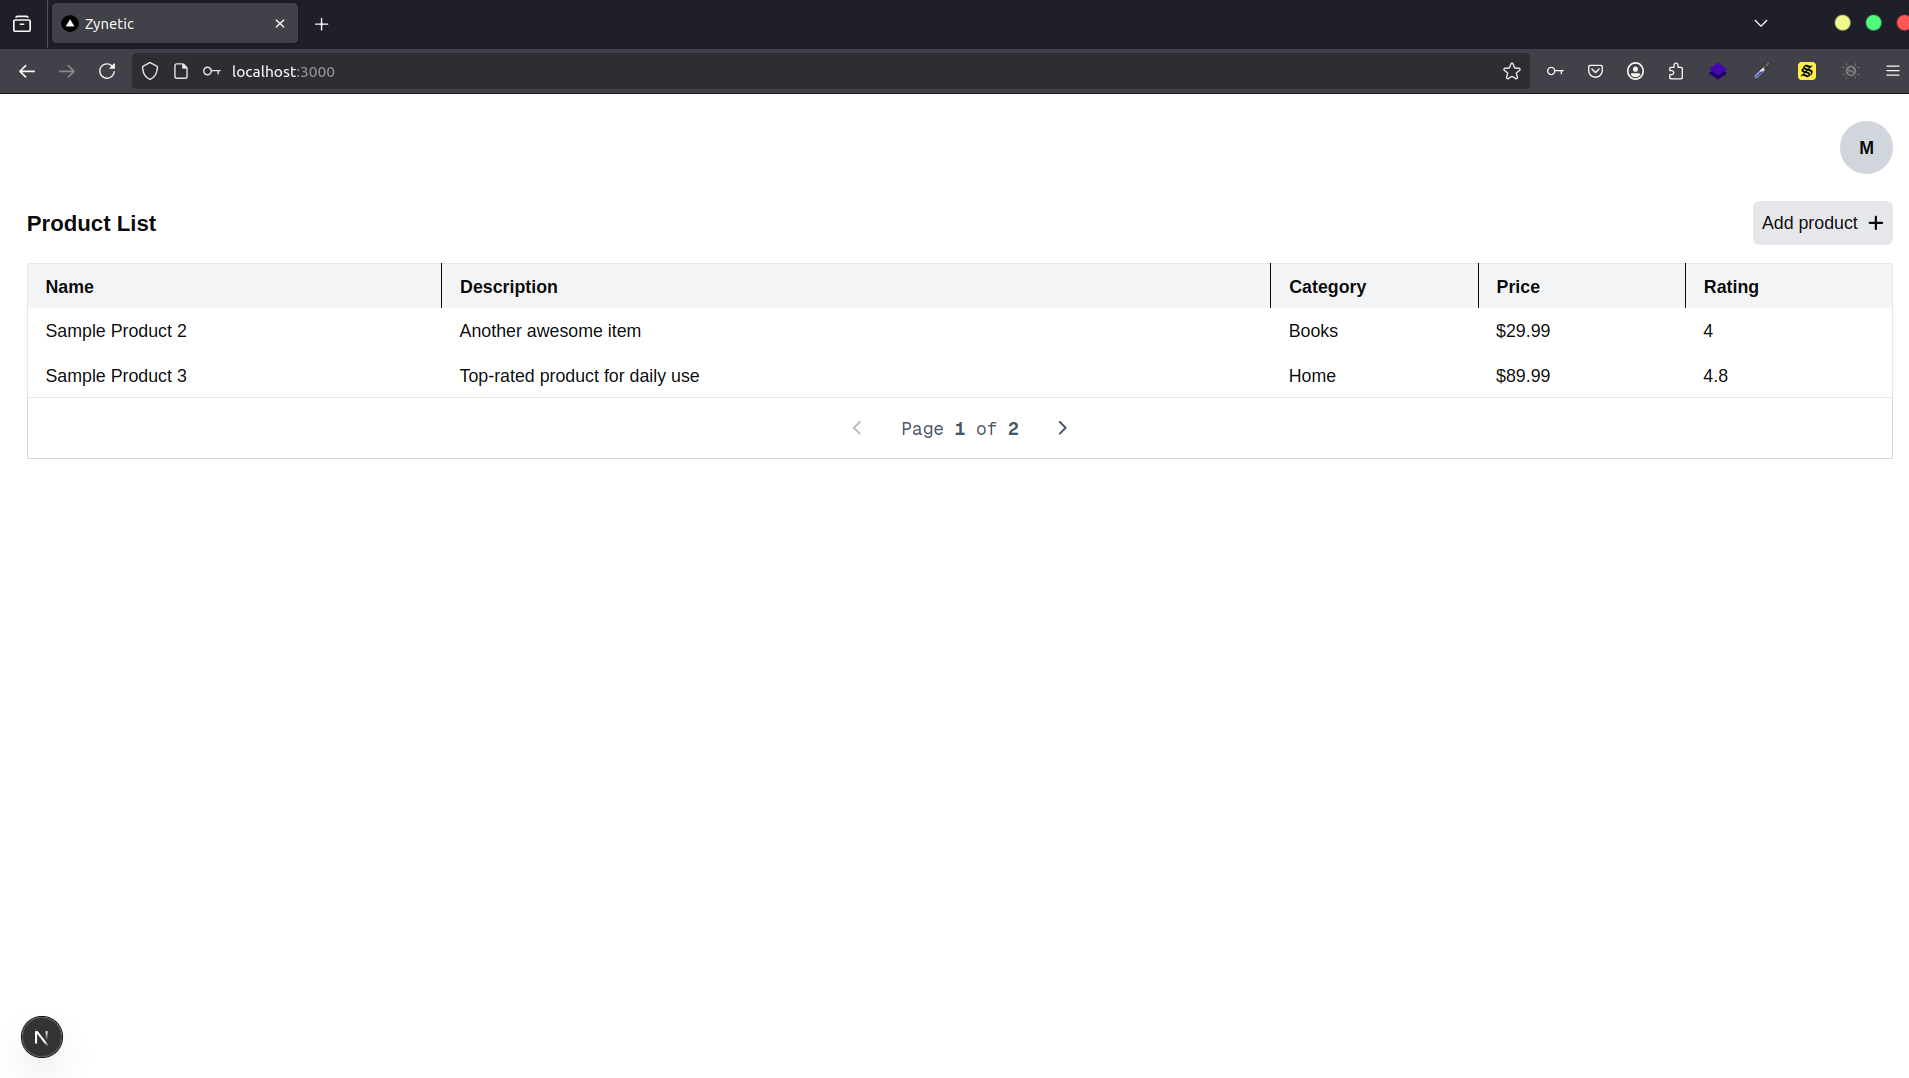 Zynetic
localhost:3000
M
Product List
Add product
Name Description Category Price Rating
Sample Product 2 Another awesome item Books $29.99 4
Sample Product 3 Top-rated product for daily use Home $89.99 4.8
Page 1 of 2
N